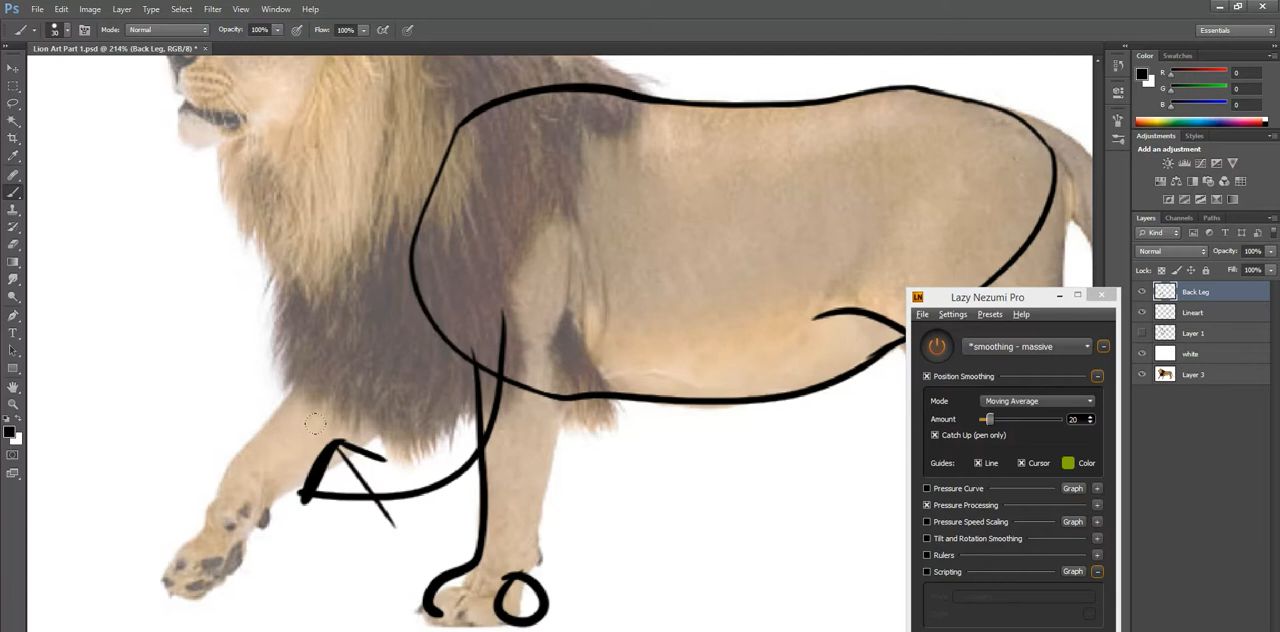 Ps File Edit Image Layer Type Select Filter View Window Help
30 Mode: Normal Opacity: 100% Flow: 100% Essentials
Lion Art Part 1.psd @ 214% (Back Leg, RGB/8) * ×
Color Swatches
R 0
G 0
B 0
Adjustments Styles
Add an adjustment
Layers Channels Paths
Kind
Normal Opacity: 100%
Lock: Fill: 100%
Back Leg
Lineart
Layer 1
white
Layer 3
LN Lazy Nezumi Pro
File Settings Presets Help
*smoothing - massive
Position Smoothing
Mode Moving Average
Amount 20
Catch Up (pen only)
Guides: Line Cursor Color
Pressure Curve Graph
Pressure Processing
Pressure Speed Scaling Graph
Tilt and Rotation Smoothing
Rulers
Scripting Graph